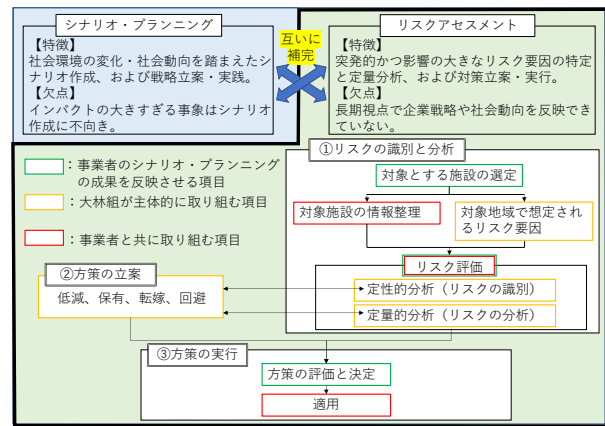 シナリオ・プランニング
【特徴】
社会環境の変化・社会動向を踏まえたシ
ナリオ作成、および戦略立案・実践。
【欠点】
インパクトの大きすぎる事象はシナリオ
作成に不向き。
互いに
補完
リスクアセスメント
【特徴】
突発的かつ影響の大きなリスク要因の特定
と定量分析、および対策立案・実行。
【欠点】
長期視点で企業戦略や社会動向を反映でき
ていない。
：事業者のシナリオ・プランニング
の成果を反映させる項目
：大林組が主体的に取り組む項目
：事業者と共に取り組む項目
①リスクの識別と分析
対象とする施設の選定
対象施設の情報整理
対象地域で想定され
るリスク要因
リスク評価
定性的分析（リスクの識別）
定量的分析（リスクの分析）
②方策の立案
低減、保有、転嫁、回避
③方策の実行
方策の評価と決定
適用